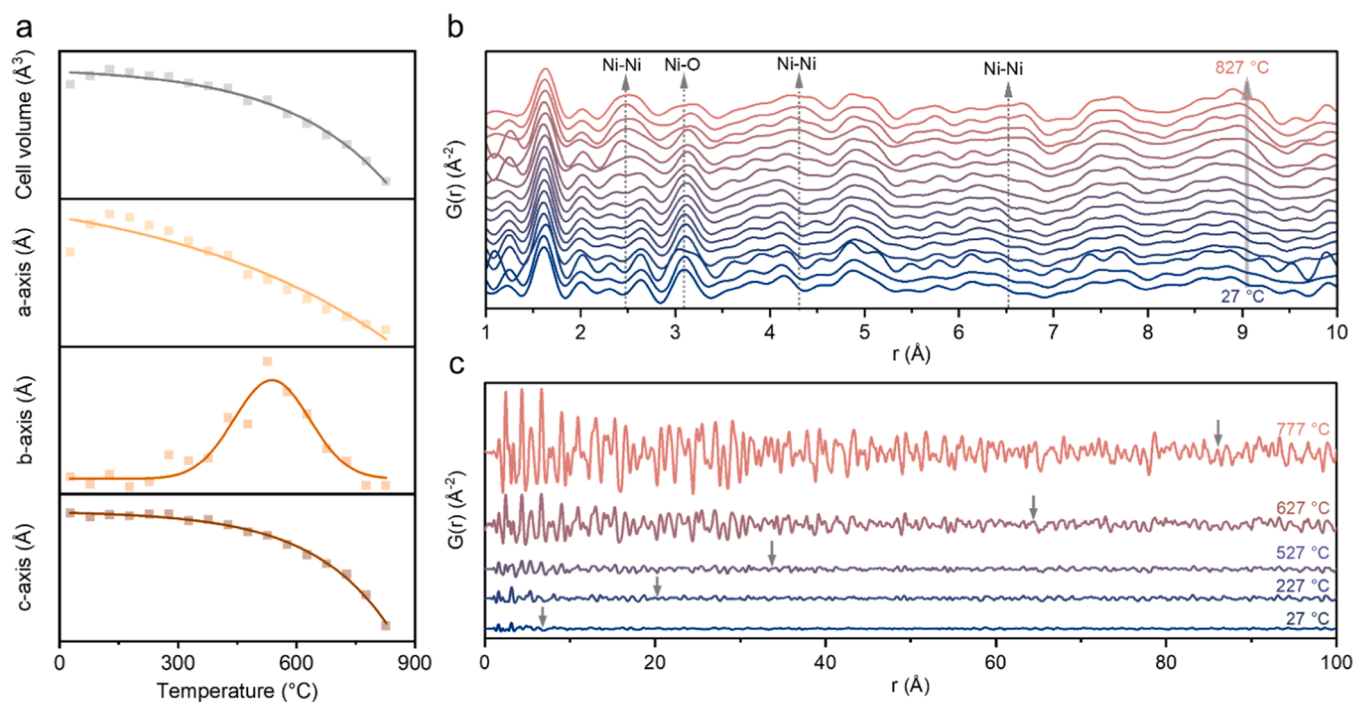 a
Cell volume (Å³)
a-axis (Å)
b-axis (Å)
c-axis (Å)
0 300 600 900
Temperature (°C)
b
Ni-Ni Ni-O Ni-Ni Ni-Ni 827 °C
G(r) (Å⁻²)
27 °C
1 2 3 4 5 6 7 8 9 10
r (Å)
c
G(r) (Å⁻²)
777 °C
627 °C
527 °C
227 °C
27 °C
0 20 40 60 80 100
r (Å)